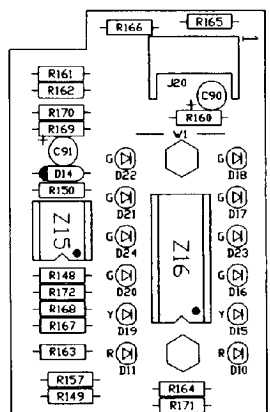 R166
R165
1
R161
R162
J20
C90
+
R170
R160
R169
+
W1
C91
G
D22
G
D18
D14
R150
G
D21
G
D17
Z15
Z16
G
D24
G
D23
R148
G
D20
G
D16
R172
R168
Y
D19
Y
D15
R167
R163
R
D11
R
D10
R157
R164
R149
R171